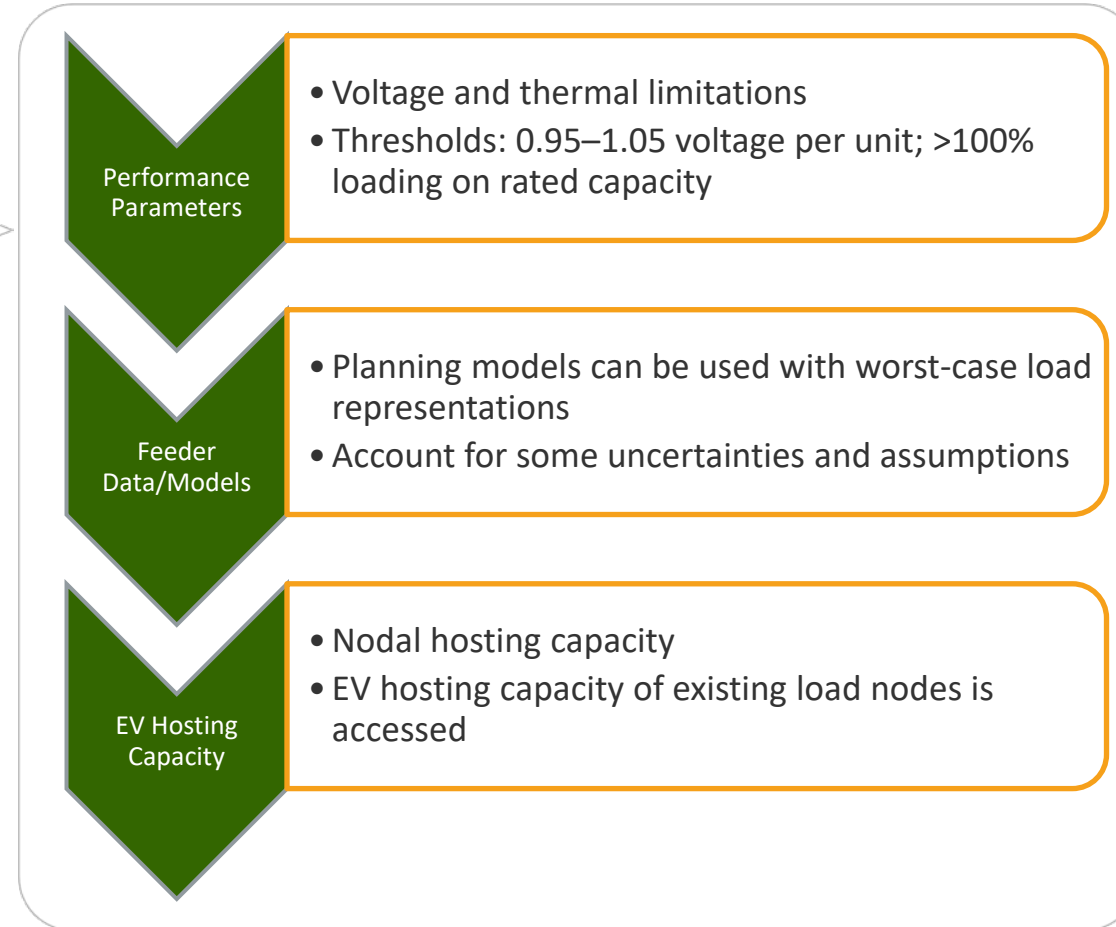 Performance
Parameters
• Voltage and thermal limitations
• Thresholds: 0.95–1.05 voltage per unit; >100%
loading on rated capacity
Feeder
Data/Models
• Planning models can be used with worst-case load
representations
• Account for some uncertainties and assumptions
EV Hosting
Capacity
• Nodal hosting capacity
• EV hosting capacity of existing load nodes is
accessed